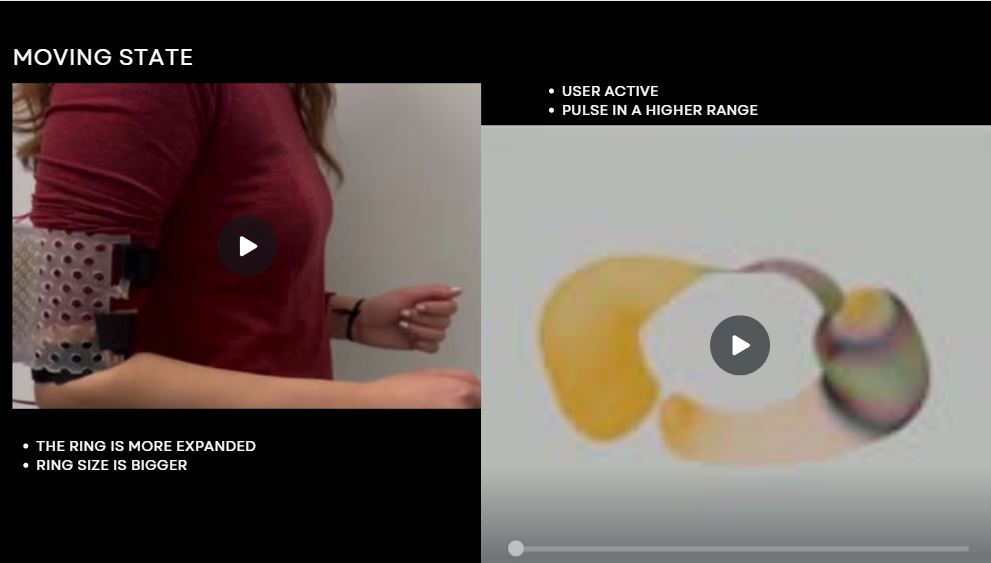 MOVING STATE
• USER ACTIVE
• PULSE IN A HIGHER RANGE
• THE RING IS MORE EXPANDED
• RING SIZE IS BIGGER